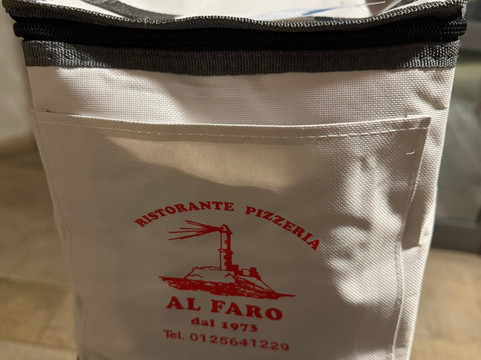 RISTORANTE PIZZERIA
AL FARO
dal 1973
Tel. 0125641229